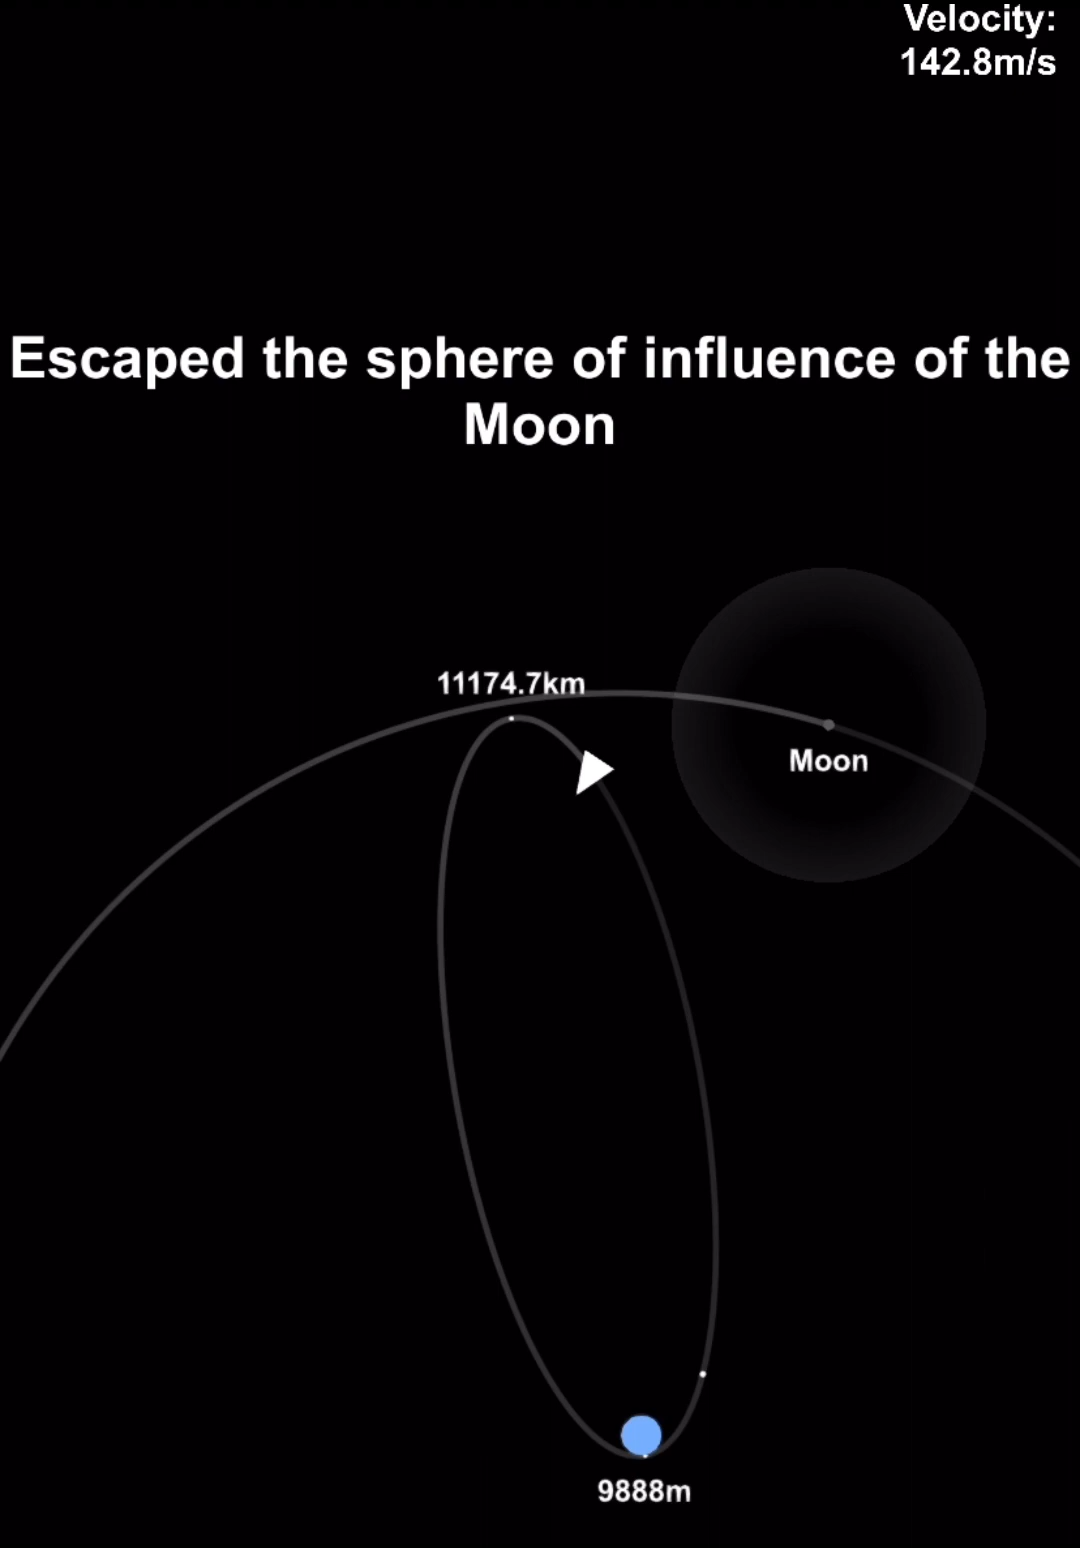 Velocity:
142.8m/s
Escaped the sphere of influence of the
Moon
11174.7km
Moon
9888m